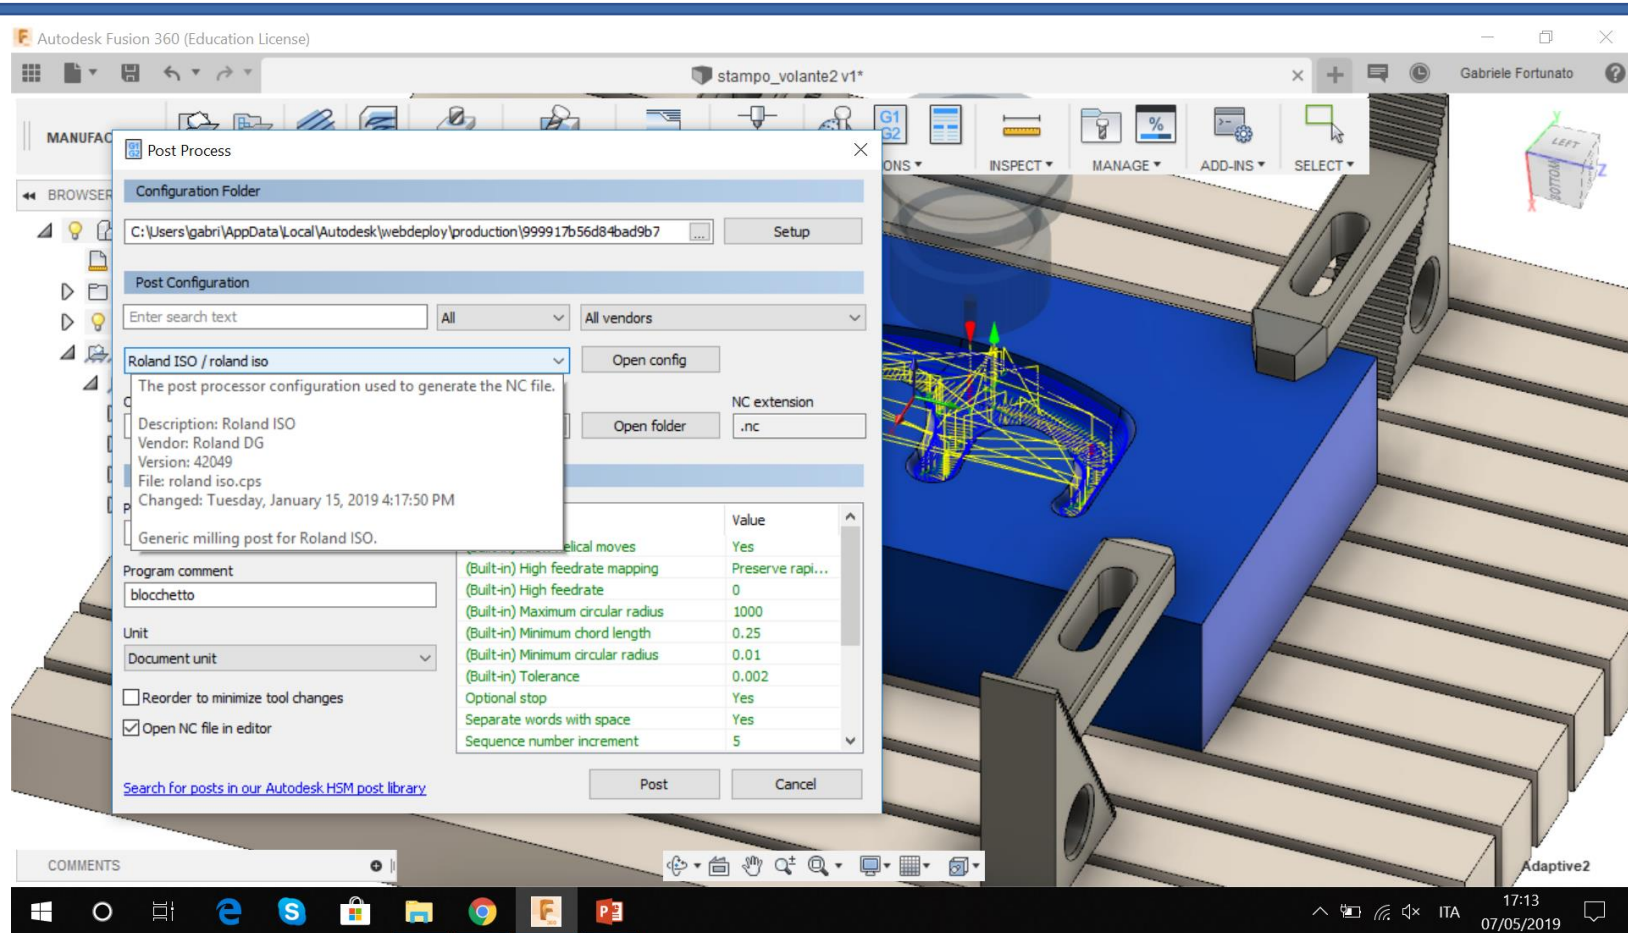 Autodesk Fusion 360 (Education License)
stampo_volante2 v1*
Gabriele Fortunato
MANUFAC
G1
G2
%
ONS
INSPECT
MANAGE
ADD-INS
SELECT
LEFT
BOTTOM
Y
Z
X
BROWSER
Post Process
Configuration Folder
C:\Users\gabri\AppData\Local\Autodesk\webdeploy\production\999917b56d84bad9b7
...
Setup
Post Configuration
Enter search text
All
All vendors
Roland ISO / roland iso
Open config
The post processor configuration used to generate the NC file.
Description: Roland ISO
Vendor: Roland DG
Version: 42049
File: roland iso.cps
Changed: Tuesday, January 15, 2019 4:17:50 PM
Generic milling post for Roland ISO.
NC extension
Open folder
.nc
Value
elical moves
Yes
(Built-in) High feedrate mapping
Preserve rapi...
(Built-in) High feedrate
0
(Built-in) Maximum circular radius
1000
(Built-in) Minimum chord length
0.25
(Built-in) Minimum circular radius
0.01
(Built-in) Tolerance
0.002
Optional stop
Yes
Separate words with space
Yes
Sequence number increment
5
Program comment
blocchetto
Unit
Document unit
Reorder to minimize tool changes
Open NC file in editor
Search for posts in our Autodesk HSM post library
Post
Cancel
COMMENTS
Adaptive2
ITA
17:13
07/05/2019